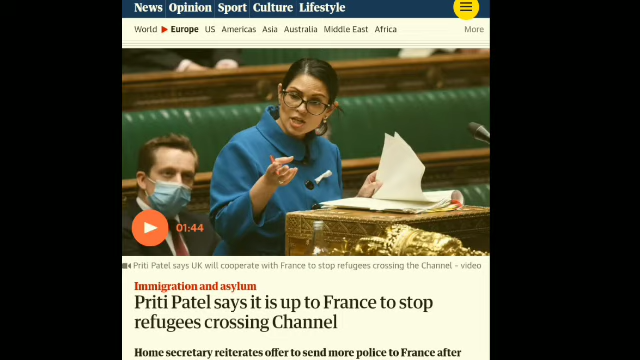 News Opinion Sport Culture Lifestyle
World Europe US Americas Asia Australia Middle East Africa More
01:44
Priti Patel says UK will cooperate with France to stop refugees crossing the Channel – video
Immigration and asylum
Priti Patel says it is up to France to stop
refugees crossing Channel
Home secretary reiterates offer to send more police to France after